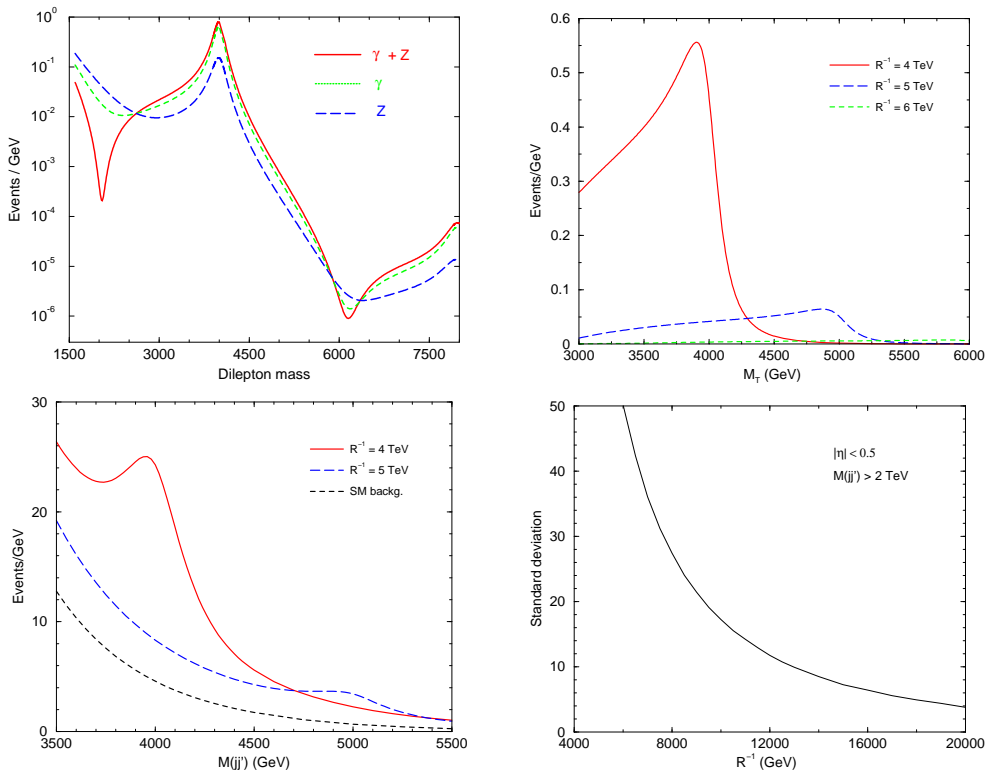 10⁰
10⁻¹
10⁻²
10⁻³
10⁻⁴
10⁻⁵
10⁻⁶
Events / GeV
γ + Z
γ
Z
1500 3000 4500 6000 7500
Dilepton mass
0.6
0.5
0.4
0.3
0.2
0.1
0
Events/GeV
R⁻¹ = 4 TeV
R⁻¹ = 5 TeV
R⁻¹ = 6 TeV
3000 3500 4000 4500 5000 5500 6000
M_T (GeV)
30
20
10
0
Events/GeV
R⁻¹ = 4 TeV
R⁻¹ = 5 TeV
SM backg.
3500 4000 4500 5000 5500
M(jj') (GeV)
50
40
30
20
10
0
Standard deviation
|η| < 0.5
M(jj') > 2 TeV
4000 8000 12000 16000 20000
R⁻¹ (GeV)